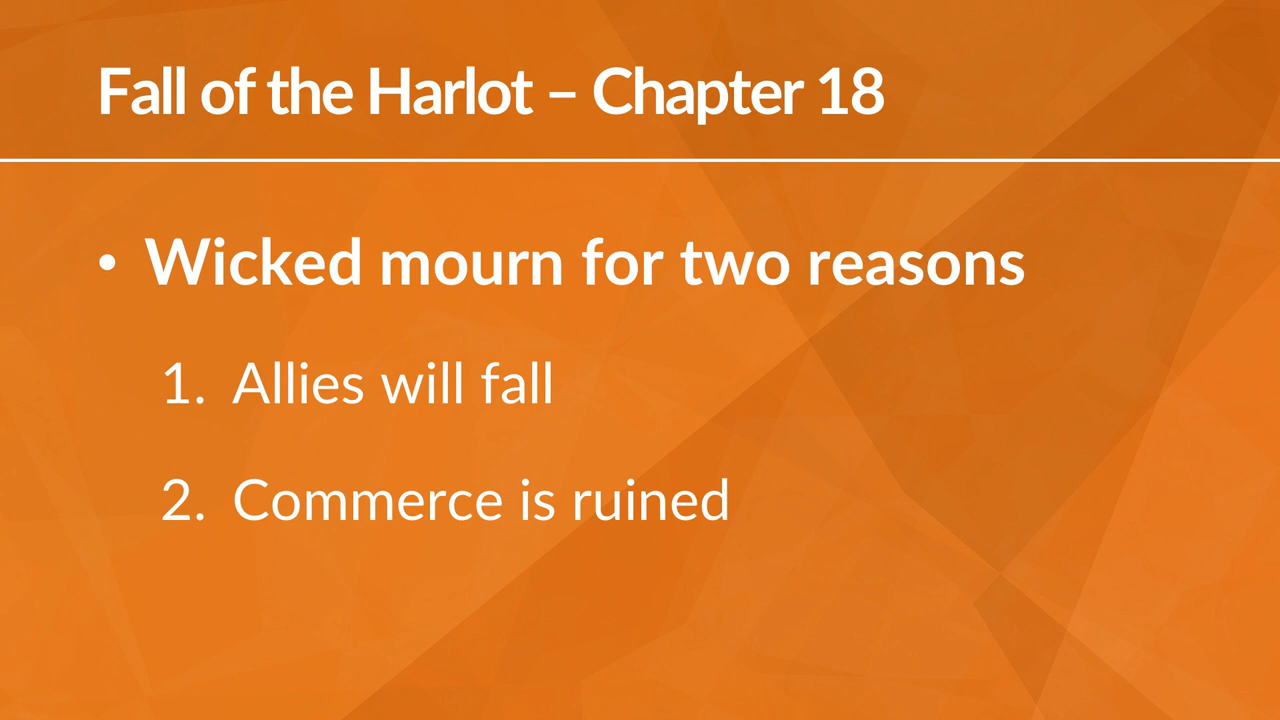 Fall of the Harlot – Chapter 18
• Wicked mourn for two reasons
1. Allies will fall
2. Commerce is ruined